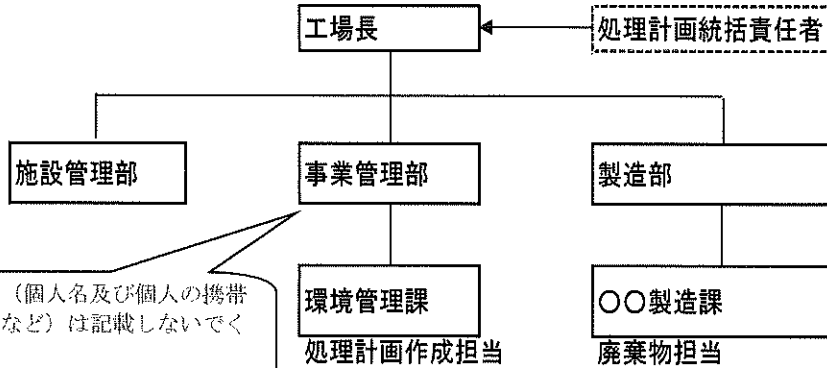 工場長
処理計画統括責任者
施設管理部
事業管理部
製造部
（個人名及び個人の携帯
など）は記載しないでく
環境管理課
〇〇製造課
処理計画作成担当
廃棄物担当